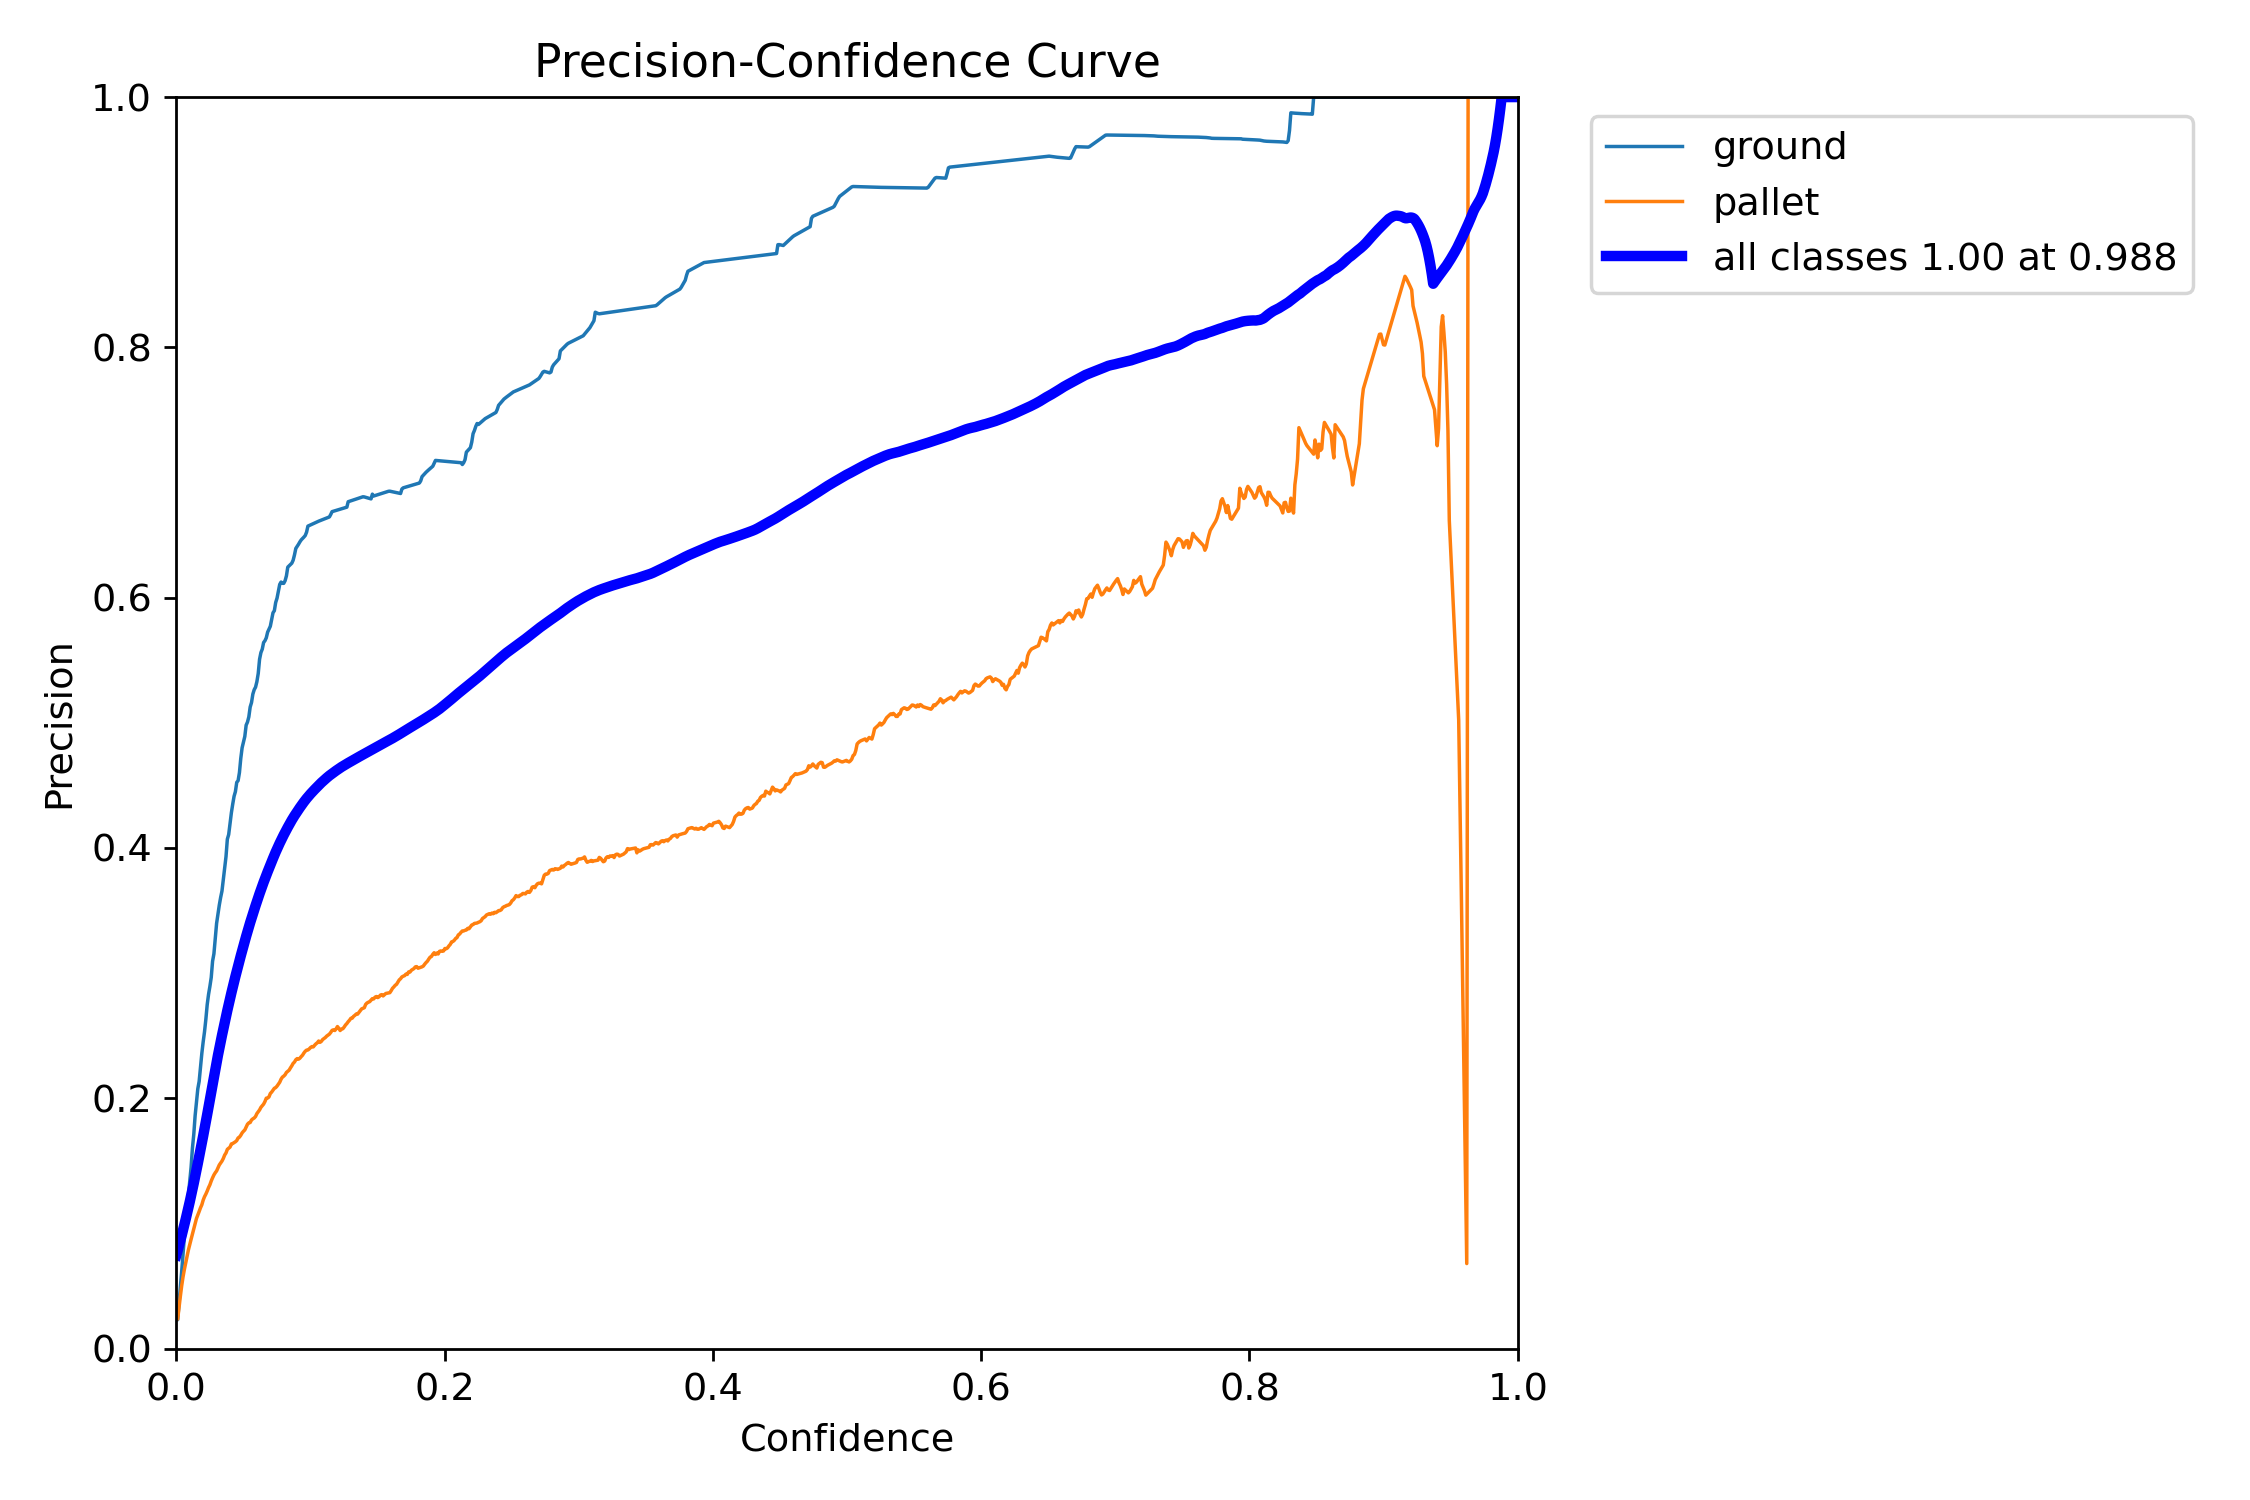 Precision-Confidence Curve
1.0
0.8
0.6
0.4
0.2
0.0
Precision
0.0 0.2 0.4 0.6 0.8 1.0
Confidence
ground
pallet
all classes 1.00 at 0.988